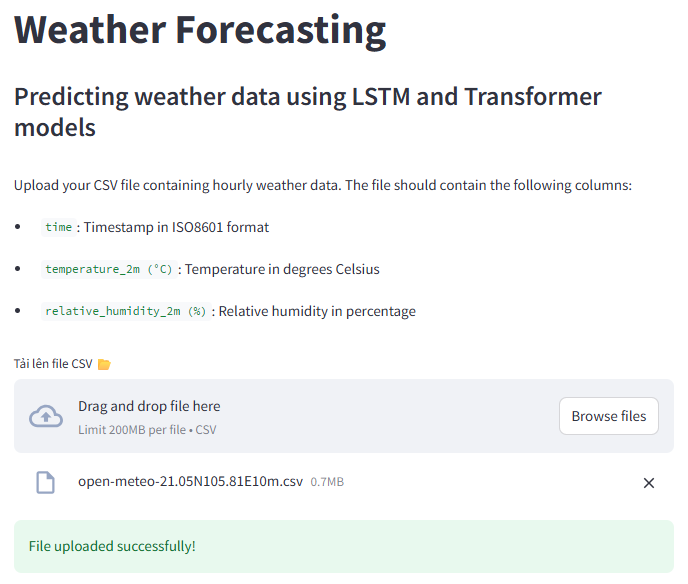 Weather Forecasting
Predicting weather data using LSTM and Transformer
models
Upload your CSV file containing hourly weather data. The file should contain the following columns:
• time : Timestamp in ISO8601 format
• temperature_2m (°C) : Temperature in degrees Celsius
• relative_humidity_2m (%) : Relative humidity in percentage
Tải lên file CSV 📂
Drag and drop file here
Limit 200MB per file • CSV
Browse files
open-meteo-21.05N105.81E10m.csv 0.7MB
File uploaded successfully!